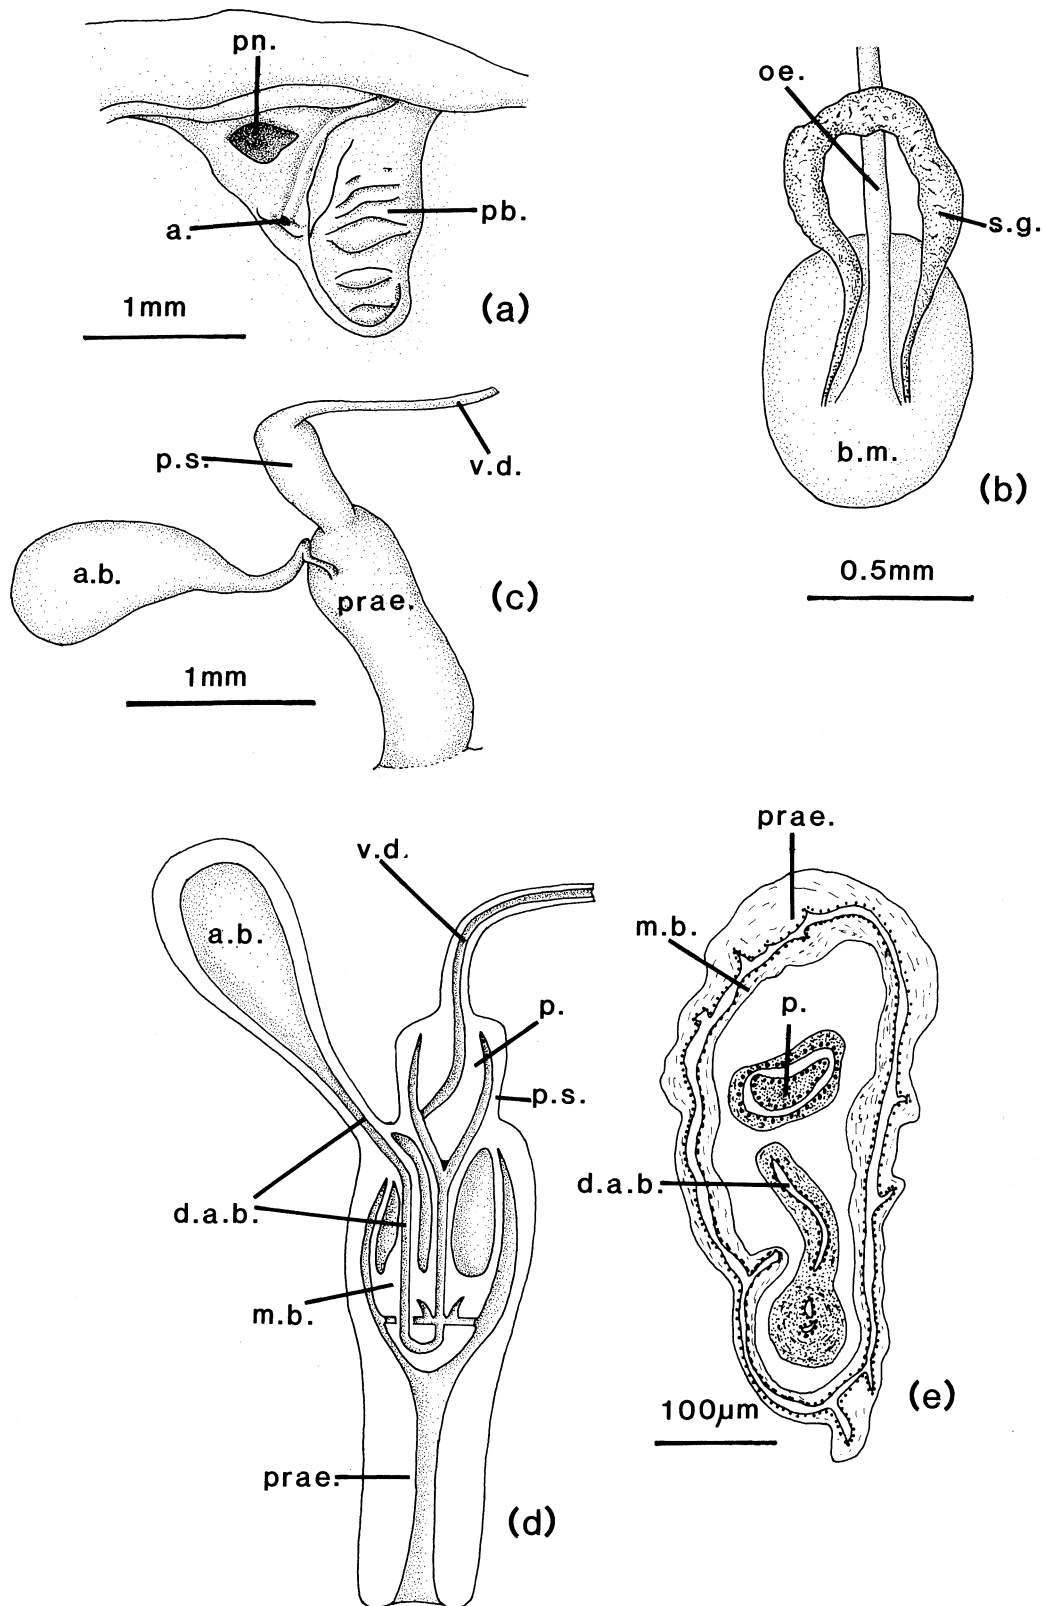 pn.
a.
pb.
1mm
(a)
oe.
s.g.
b.m.
(b)
0.5mm
p.s.
v.d.
a.b.
prae.
(c)
1mm
v.d.
a.b.
p.
p.s.
d.a.b.
m.b.
prae.
(d)
prae.
m.b.
p.
d.a.b.
100µm
(e)